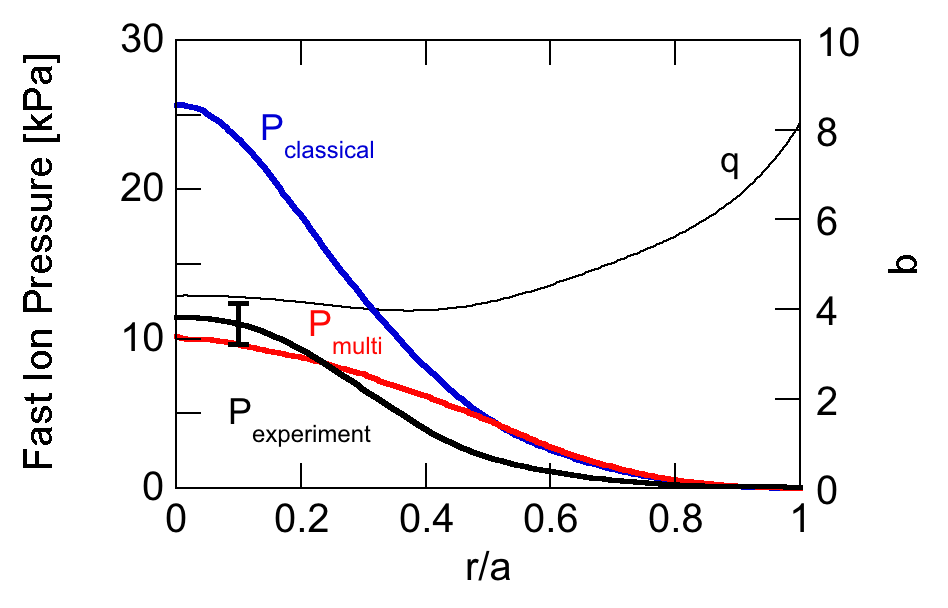 Fast Ion Pressure [kPa]
30
20
10
0
10
8
6
4
2
0
q
P classical
q
P multi
P experiment
0 0.2 0.4 0.6 0.8 1
r/a